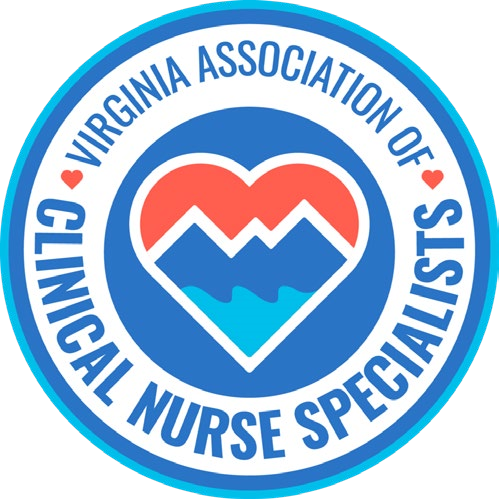 VIRGINIA ASSOCIATION OF
CLINICAL NURSE SPECIALISTS